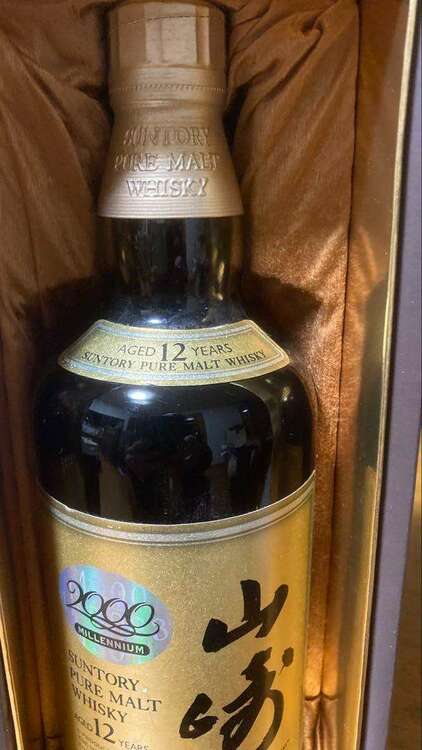 SUNTORY
PURE MALT
WHISKY
AGED 12 YEARS
SUNTORY PURE MALT WHISKY
2000
MILLENNIUM
山崎
SUNTORY
PURE MALT
WHISKY
AGED 12 YEARS